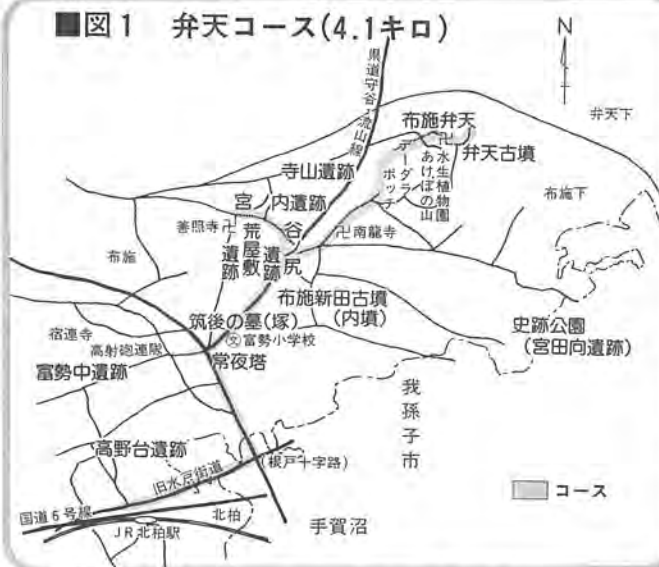 ■図1 弁天コース(4.1キロ)
N
県道守谷流山線
弁天下
布施弁天
卍
弁天古墳
水生植物園
あけぼの山
デーダラボッチ
寺山遺跡
布施下
宮内遺跡
善照寺卍
荒屋敷遺跡
谷尻遺跡
卍南龍寺
布施
布施新田古墳
(内墳)
筑後の墓(塚)
史跡公園
(宮田向遺跡)
宿連寺
文富勢小学校
高射砲連隊
常夜塔
富勢中遺跡
我孫子市
高野台遺跡
(根戸十字路)
旧水戸街道
コース
国道6号線
北柏
JR北柏駅
手賀沼